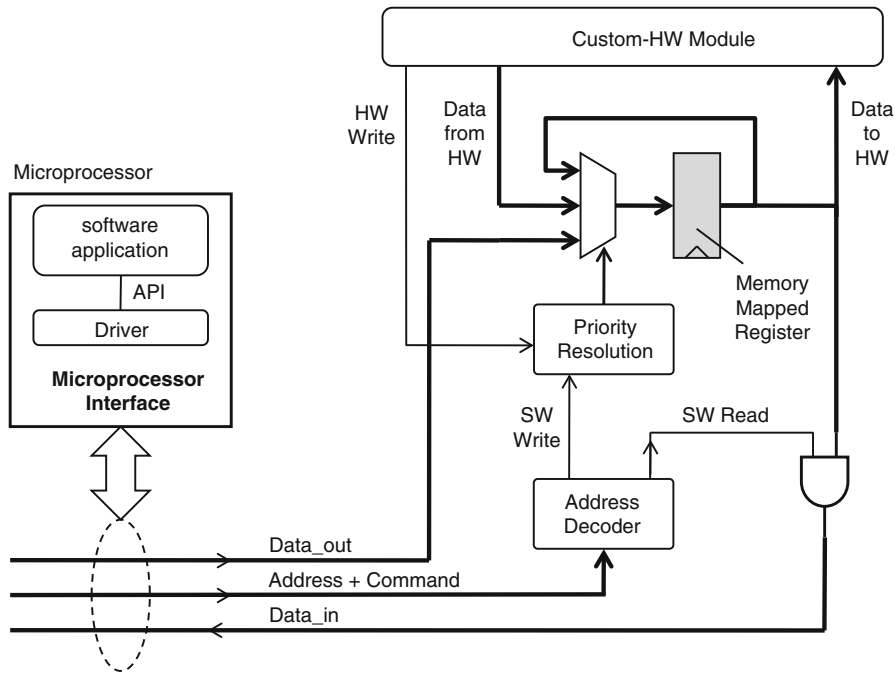 Custom-HW Module
HW
Write
Data
from
HW
Data
to
HW
Microprocessor
software
application
API
Driver
Microprocessor
Interface
Memory
Mapped
Register
Priority
Resolution
SW
Write
SW Read
Address
Decoder
Data_out
Address + Command
Data_in